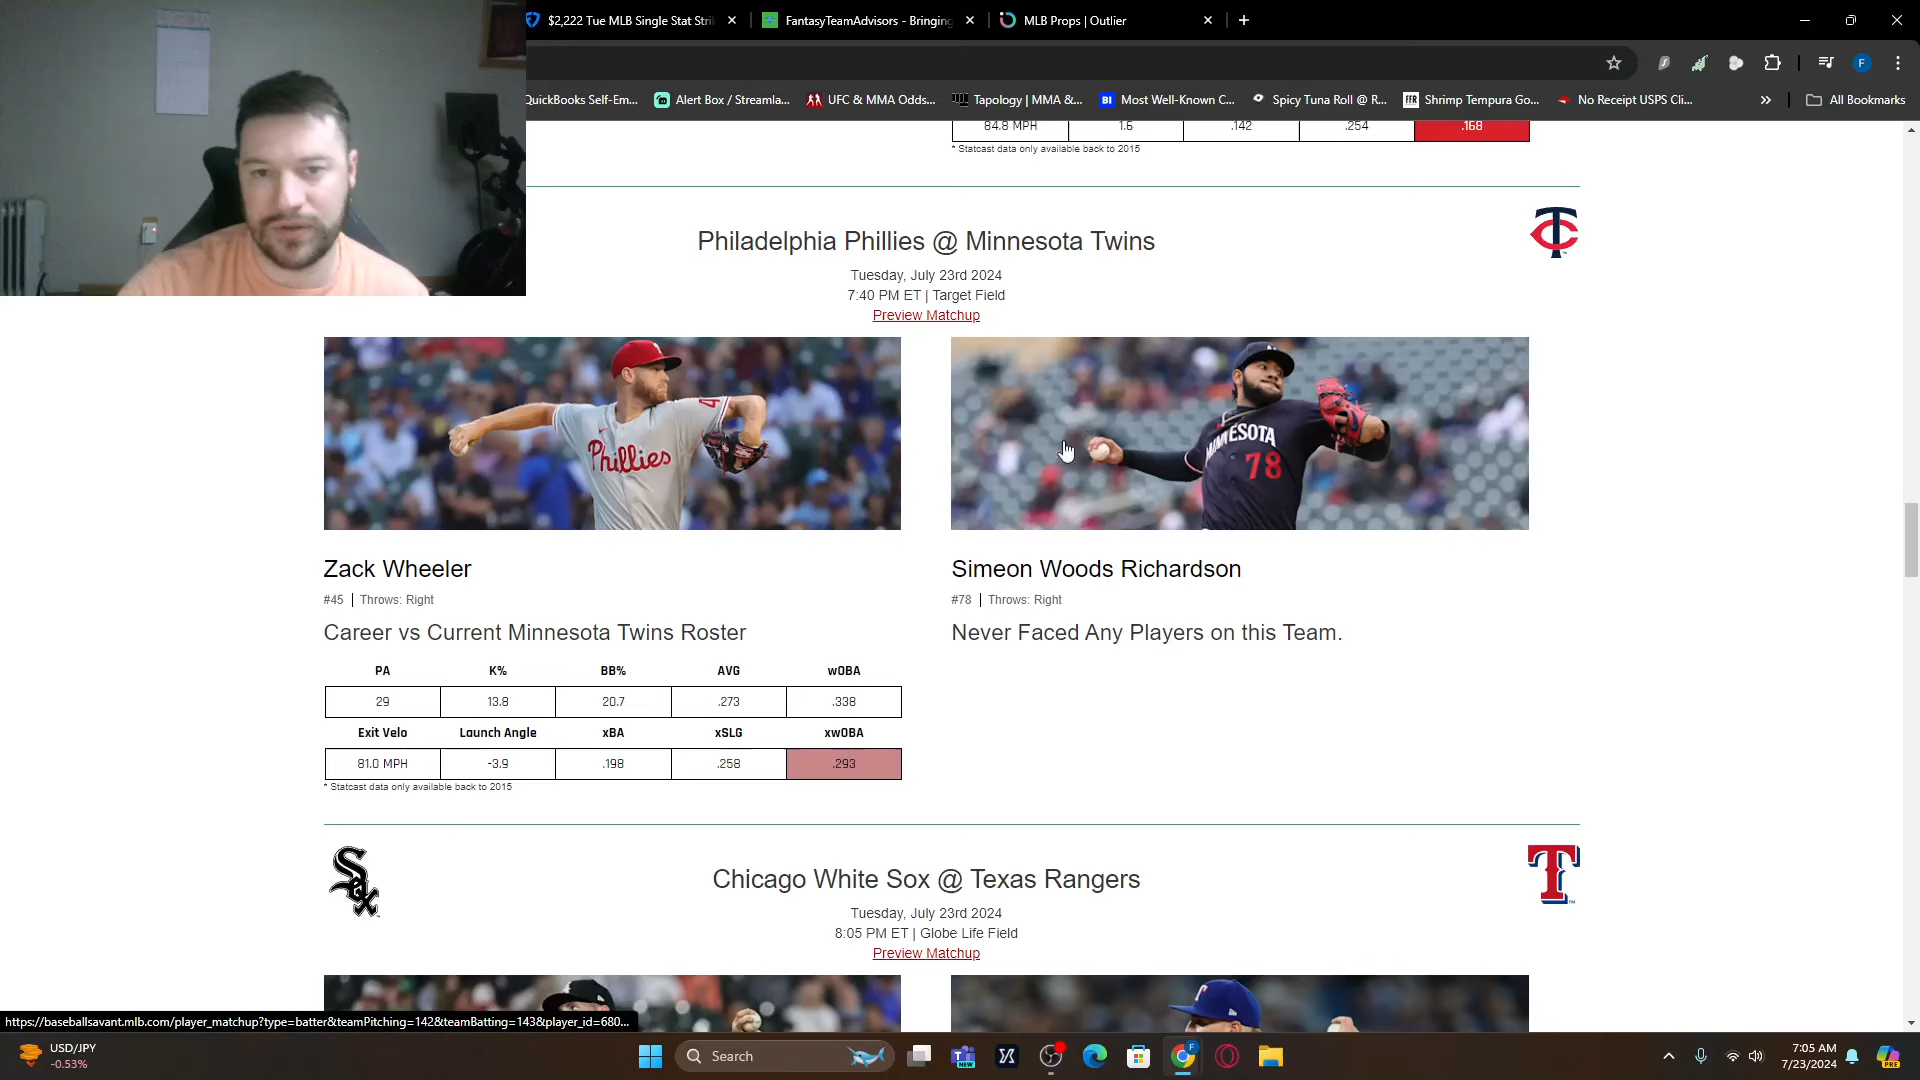 $2,222 Tue MLB Single Stat Stri
FantasyTeamAdvisors - Bringing
MLB Props | Outlier
F
QuickBooks Self-Em...
Alert Box / Streamla...
UFC & MMA Odds...
Tapology | MMA &...
BI Most Well-Known C...
Spicy Tuna Roll @ R...
FFR Shrimp Tempura Go...
No Receipt USPS Cli...
All Bookmarks
84.8 MPH 1.6 .142 .254 .168
* Statcast data only available back to 2015
Philadelphia Phillies @ Minnesota Twins
Tuesday, July 23rd 2024
7:40 PM ET | Target Field
Preview Matchup
Phillies
MINNESOTA
78
Zack Wheeler
#45 | Throws: Right
Career vs Current Minnesota Twins Roster
PA K% BB% AVG wOBA
29 13.8 20.7 .273 .338
Exit Velo Launch Angle xBA xSLG xwOBA
81.0 MPH -3.9 .198 .258 .293
* Statcast data only available back to 2015
Simeon Woods Richardson
#78 | Throws: Right
Never Faced Any Players on this Team.
Sox
T
Chicago White Sox @ Texas Rangers
Tuesday, July 23rd 2024
8:05 PM ET | Globe Life Field
Preview Matchup
https://baseballsavant.mlb.com/player_matchup?type=batter&teamPitching=142&teamBatting=143&player_id=680...
USD/JPY
-0.53%
Search
NEW
F
7:05 AM
7/23/2024
PRE